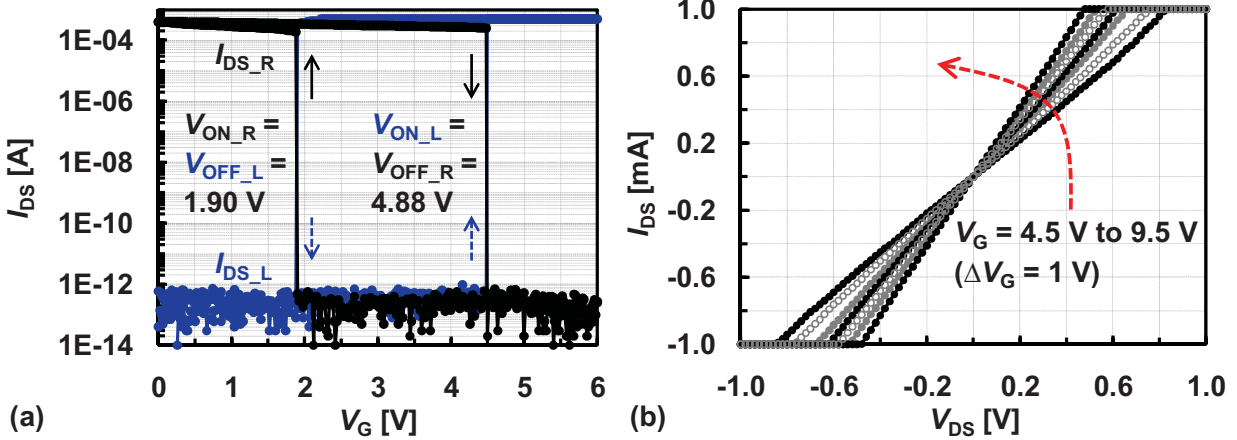 1E-04
1E-06
1E-08
1E-10
1E-12
1E-14
I_DS [A]
I_DS_R
V_ON_R =
V_OFF_L =
1.90 V
V_ON_L =
V_OFF_R =
4.88 V
I_DS_L
0 1 2 3 4 5 6
V_G [V]
(a)
1.0
0.6
0.2
-0.2
-0.6
-1.0
I_DS [mA]
V_G = 4.5 V to 9.5 V
(ΔV_G = 1 V)
-1.0 -0.6 -0.2 0.2 0.6 1.0
V_DS [V]
(b)